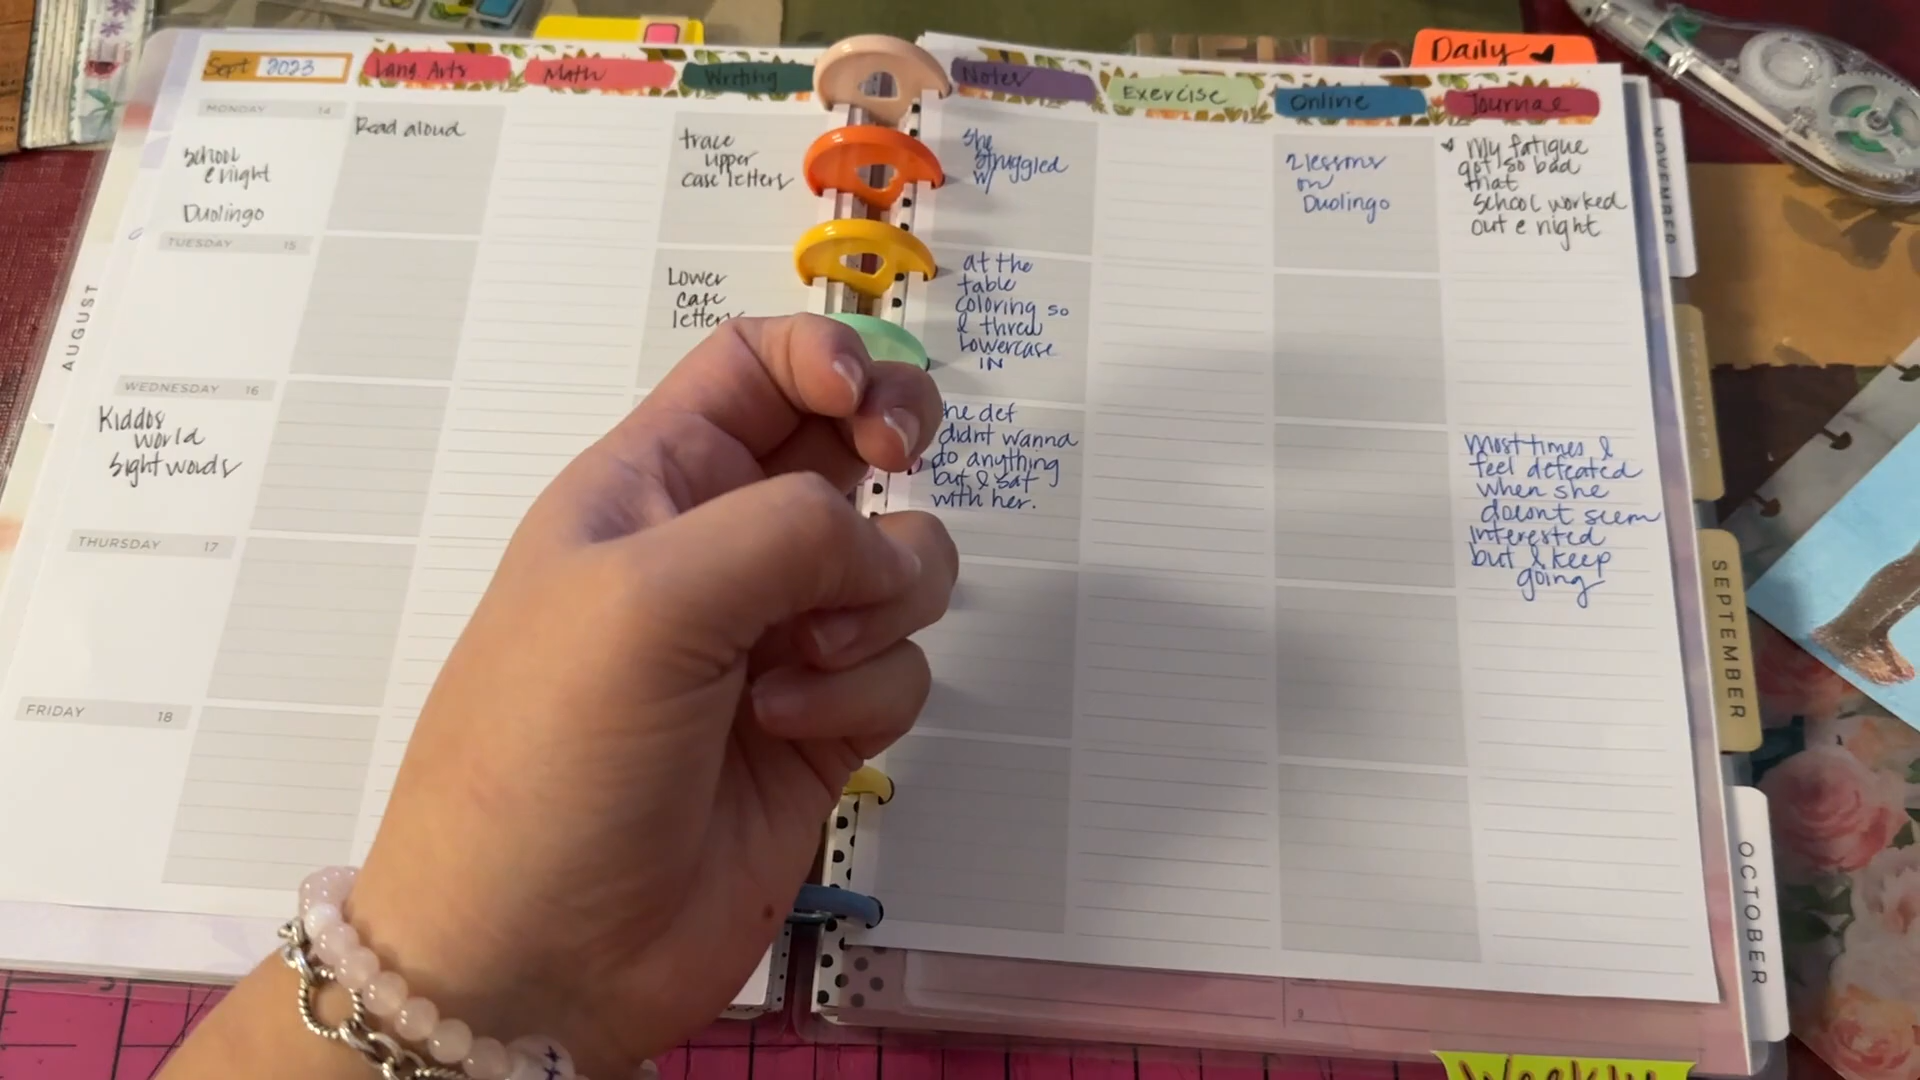 Sept 2023
Lang. Arts
Math
Writing
Notes
Exercise
Online
Journal
Daily
MONDAY 14
School
e night
Duolingo
Read aloud
trace
upper
case letters
She
struggled
w/
2 lessons
on
Duolingo
My fatigue
got so bad
that
school worked
out e night
TUESDAY 15
Lower
case
letters
at the
table
coloring so
I threw
lowercase
IN
WEDNESDAY 16
Kiddos
world
sight words
he def
didnt wanna
do anything
but I sat
with her.
Most times I
feel defeated
when she
doesnt seem
interested
but I keep
going
THURSDAY 17
FRIDAY 18
AUGUST
NOVEMBER
SEPTEMBER
OCTOBER
Weekly